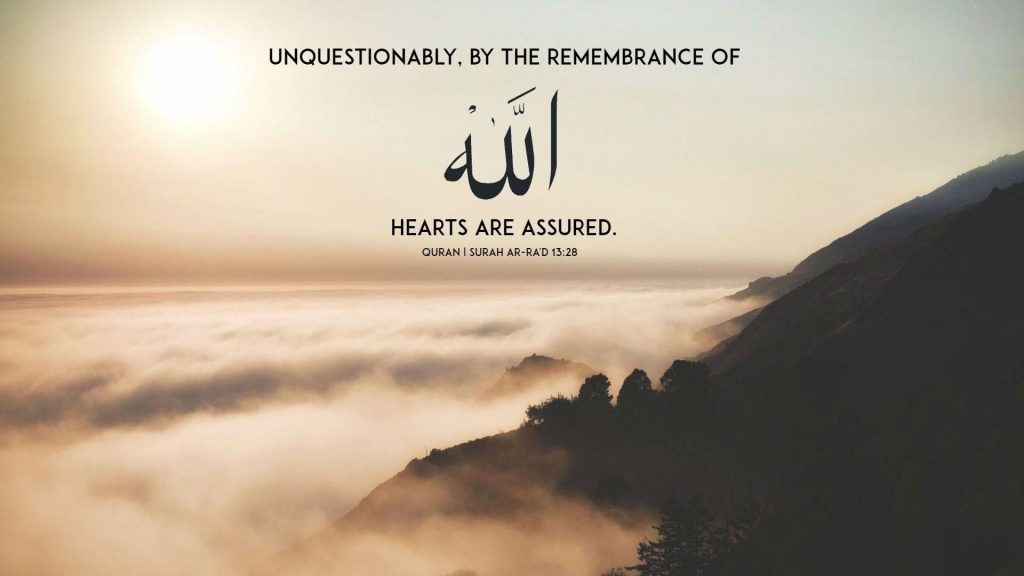 UNQUESTIONABLY, BY THE REMEMBRANCE OF
اللّٰهْ
HEARTS ARE ASSURED.
QURAN | SURAH AR-RA'D 13:28